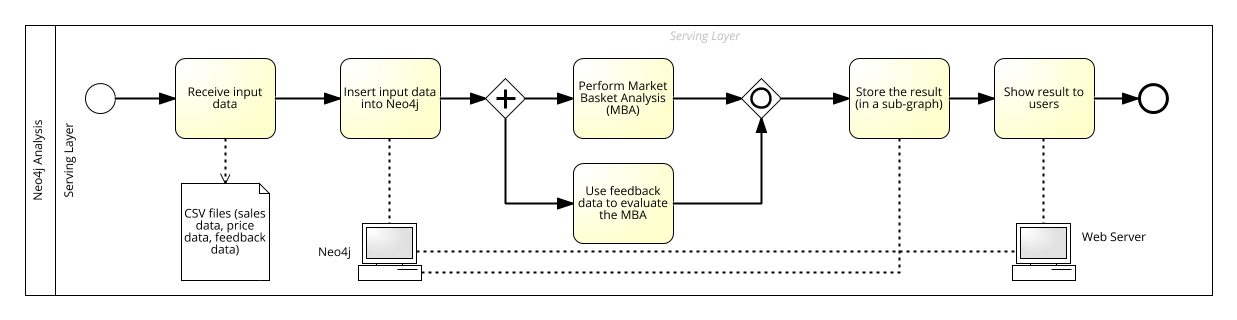 Serving Layer
Neo4j Analysis
Serving Layer
Receive input
data
Insert input data
into Neo4j
Perform Market
Basket Analysis
(MBA)
Use feedback
data to evaluate
the MBA
Store the result
(in a sub-graph)
Show result to
users
CSV files (sales
data, price
data, feedback
data)
Neo4j
Web Server